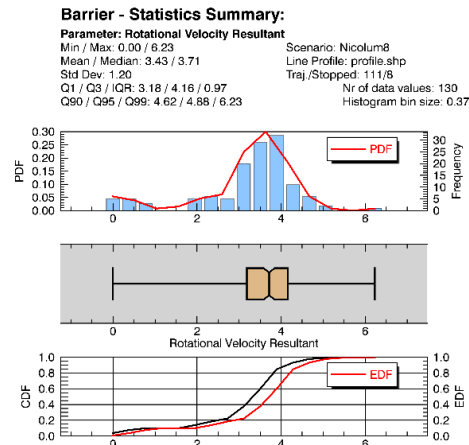 Barrier - Statistics Summary:
Parameter: Rotational Velocity Resultant
Min / Max: 0.00 / 6.23
Mean / Median: 3.43 / 3.71
Std Dev: 1.20
Q1 / Q3 / IQR: 3.18 / 4.16 / 0.97
Q90 / Q95 / Q99: 4.62 / 4.88 / 6.23
Scenario: Nicolum8
Line Profile: profile.shp
Traj./Stopped: 111/8
Nr of data values: 130
Histogram bin size: 0.37
PDF
0.30
0.25
0.20
0.15
0.10
0.05
0.00
PDF
30
25
20
15
10
5
0
Frequency
0 2 4 6
0 2 4 6
Rotational Velocity Resultant
CDF
1.0
0.8
0.6
0.4
0.2
0.0
EDF
1.0
0.8
0.6
0.4
0.2
0.0
EDF
0 2 4 6